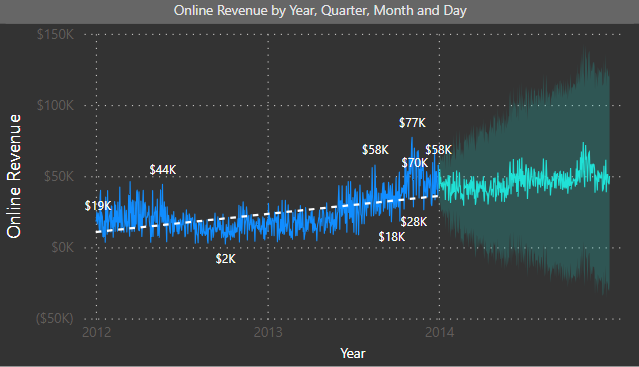 Online Revenue by Year, Quarter, Month and Day
$150K
$100K
$50K
$0K
($50K)
Online Revenue
$19K
$44K
$2K
$58K
$77K
$70K
$58K
$28K
$18K
2012
2013
2014
Year